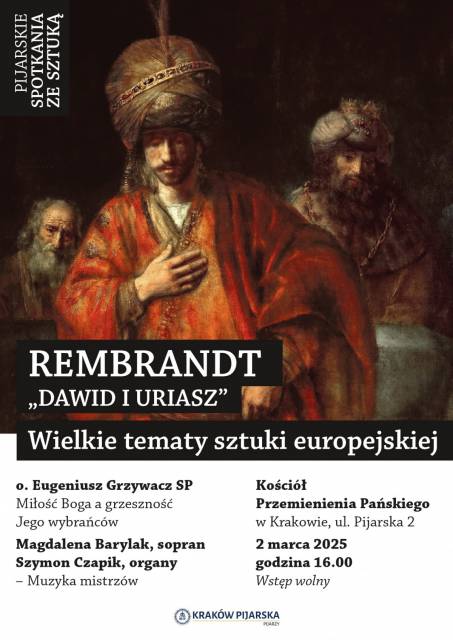 PIJARSKIE
SPOTKANIA
ZE SZTUKĄ
REMBRANDT
„DAWID I URIASZ”
Wielkie tematy sztuki europejskiej
o. Eugeniusz Grzywacz SP
Miłość Boga a grzeszność
Jego wybrańców
Magdalena Barylak, sopran
Szymon Czapik, organy
– Muzyka mistrzów
Kościół
Przemienienia Pańskiego
w Krakowie, ul. Pijarska 2
2 marca 2025
godzina 16.00
Wstęp wolny
KRAKÓW PIJARSKA
PIJARZY